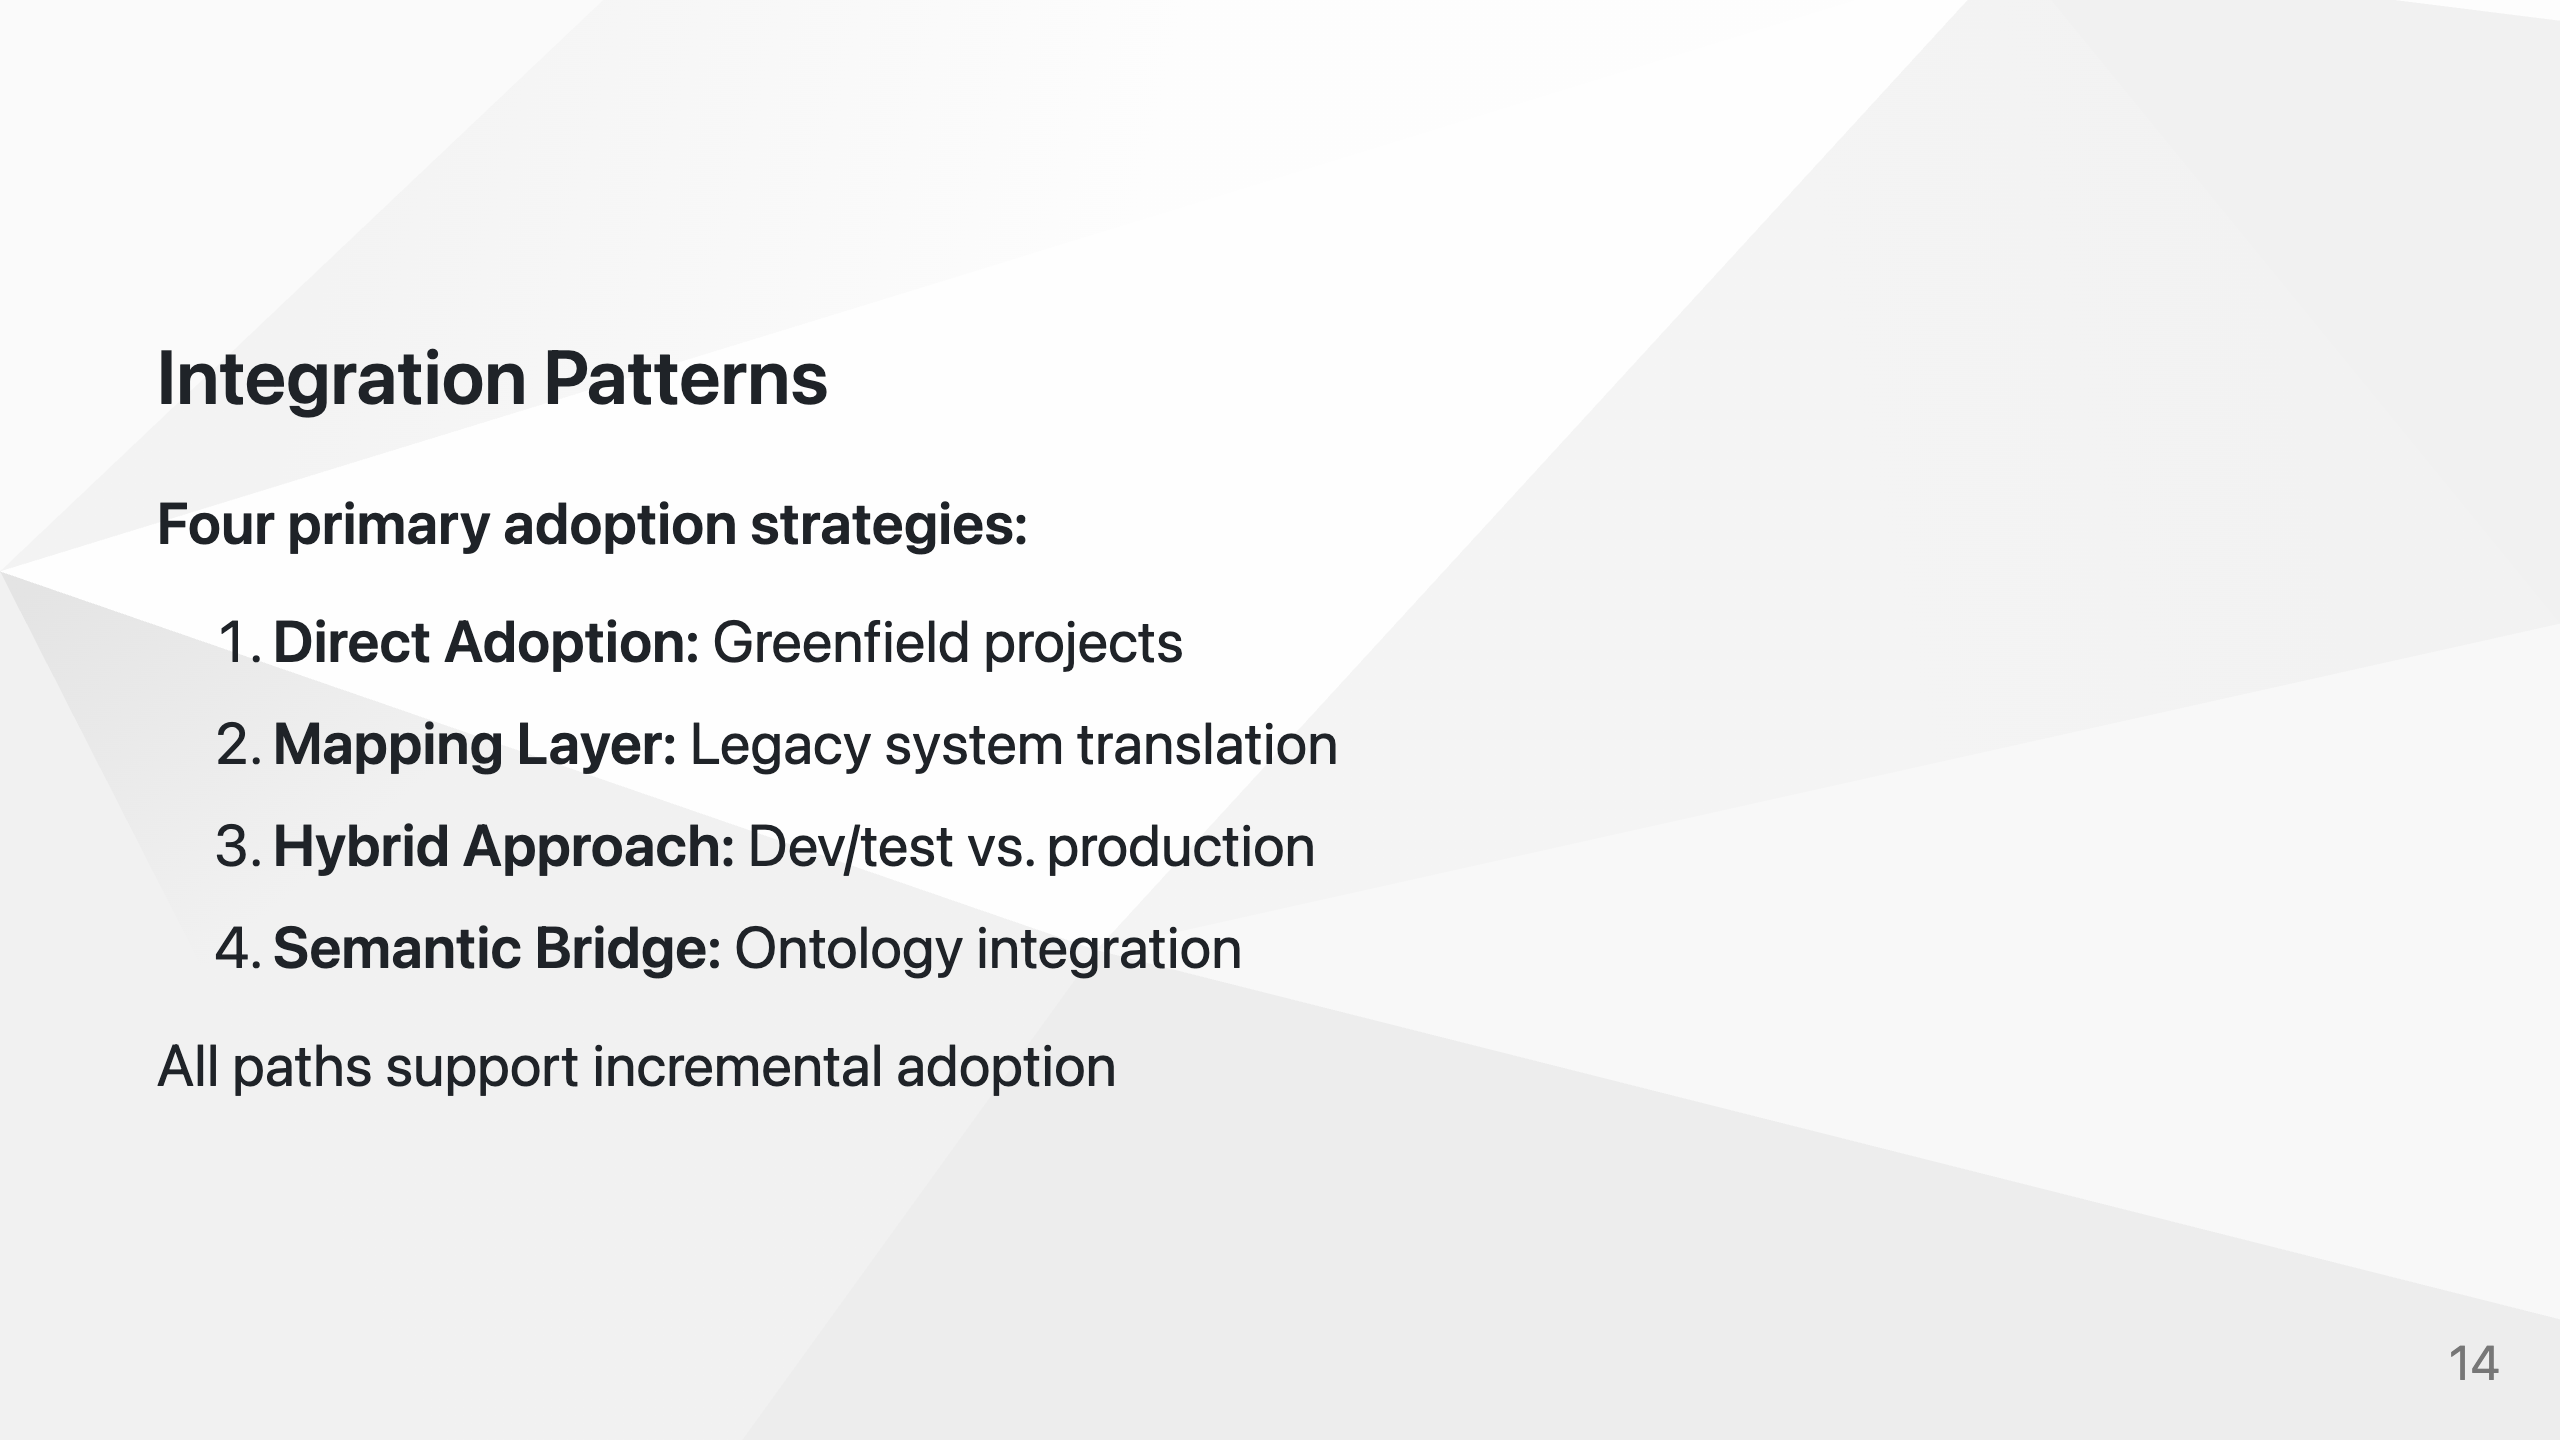 Integration Patterns
Four primary adoption strategies:
1. Direct Adoption: Greenfield projects
2. Mapping Layer: Legacy system translation
3. Hybrid Approach: Dev/test vs. production
4. Semantic Bridge: Ontology integration
All paths support incremental adoption
14